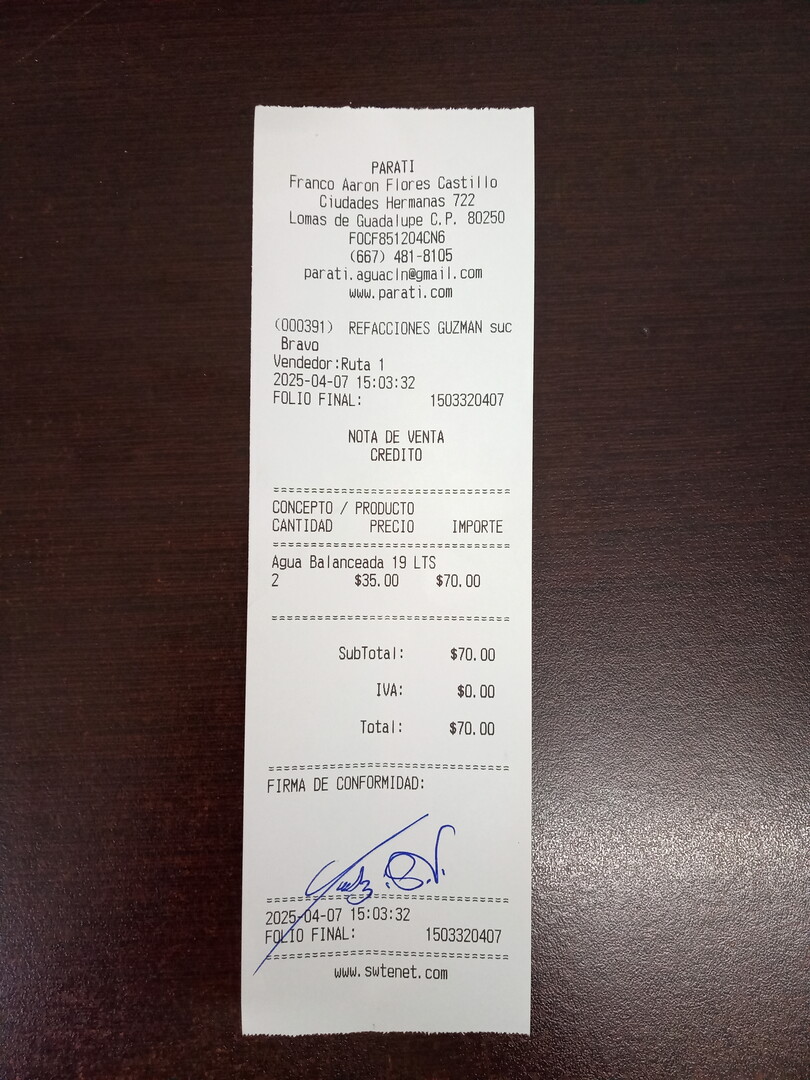 PARATI
Franco Aaron Flores Castillo
Ciudades Hermanas 722
Lomas de Guadalupe C.P. 80250
FOCF851204CN6
(667) 481-8105
parati.aguacln@gmail.com
www.parati.com
(000391) REFACCIONES GUZMAN suc
Bravo
Vendedor:Ruta 1
2025-04-07 15:03:32
FOLIO FINAL: 1503320407
NOTA DE VENTA
CREDITO
===============================
CONCEPTO / PRODUCTO
CANTIDAD PRECIO IMPORTE
===============================
Agua Balanceada 19 LTS
2 $35.00 $70.00
===============================
SubTotal: $70.00
IVA: $0.00
Total: $70.00
===============================
FIRMA DE CONFORMIDAD:
===============================
2025-04-07 15:03:32
FOLIO FINAL: 1503320407
===============================
www.swtenet.com